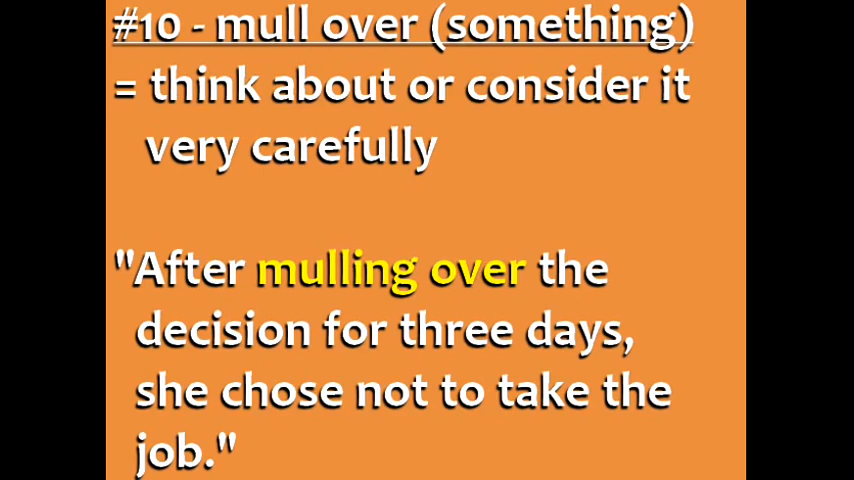 #10 - mull over (something)
= think about or consider it
very carefully
"After mulling over the
decision for three days,
she chose not to take the
job."